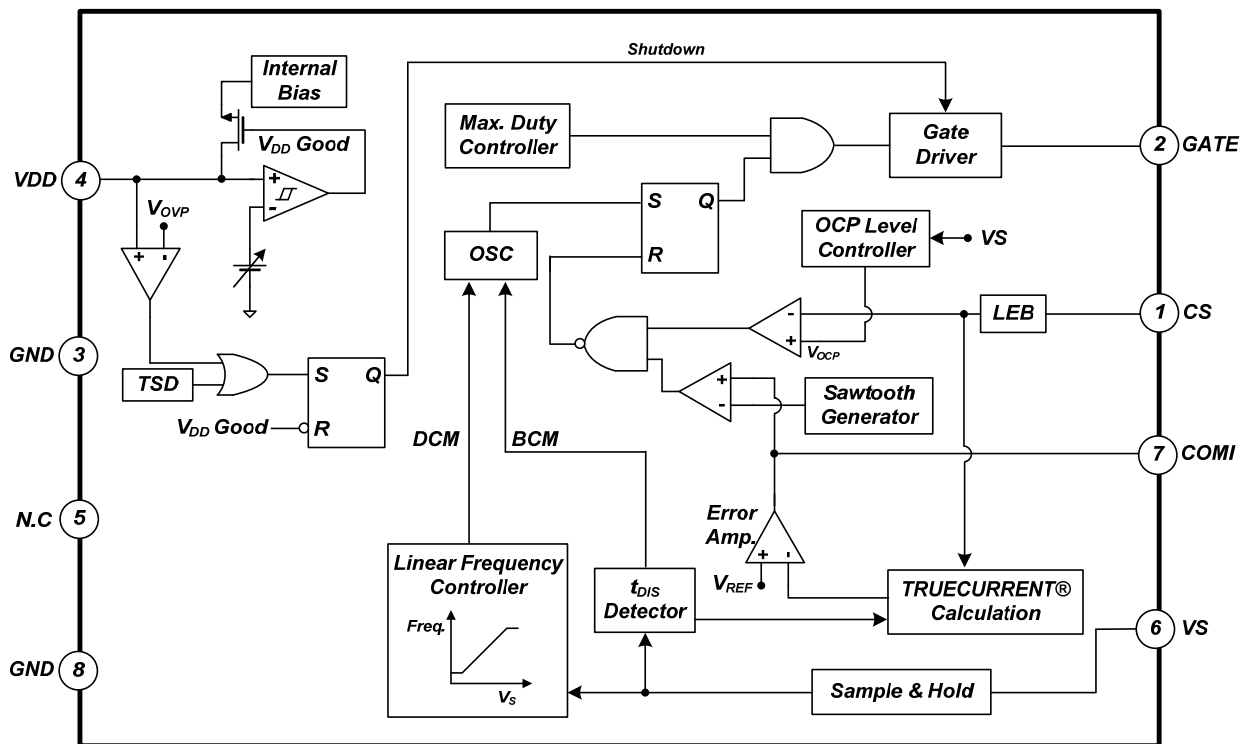 Shutdown
Internal
Bias
Max. Duty
Controller
Gate
Driver
2 GATE
VDD 4
VDD Good
+
-
VOVP
+ -
S Q
R
OSC
OCP Level
Controller
VS
LEB
1 CS
-
+
VOCP
GND 3
TSD
S Q
R
VDD Good
+
-
Sawtooth
Generator
DCM
BCM
7 COMI
N.C 5
Error
Amp.
+ -
VREF
Linear Frequency
Controller
Freq.
VS
tDIS
Detector
TRUECURRENT®
Calculation
6 VS
GND 8
Sample & Hold